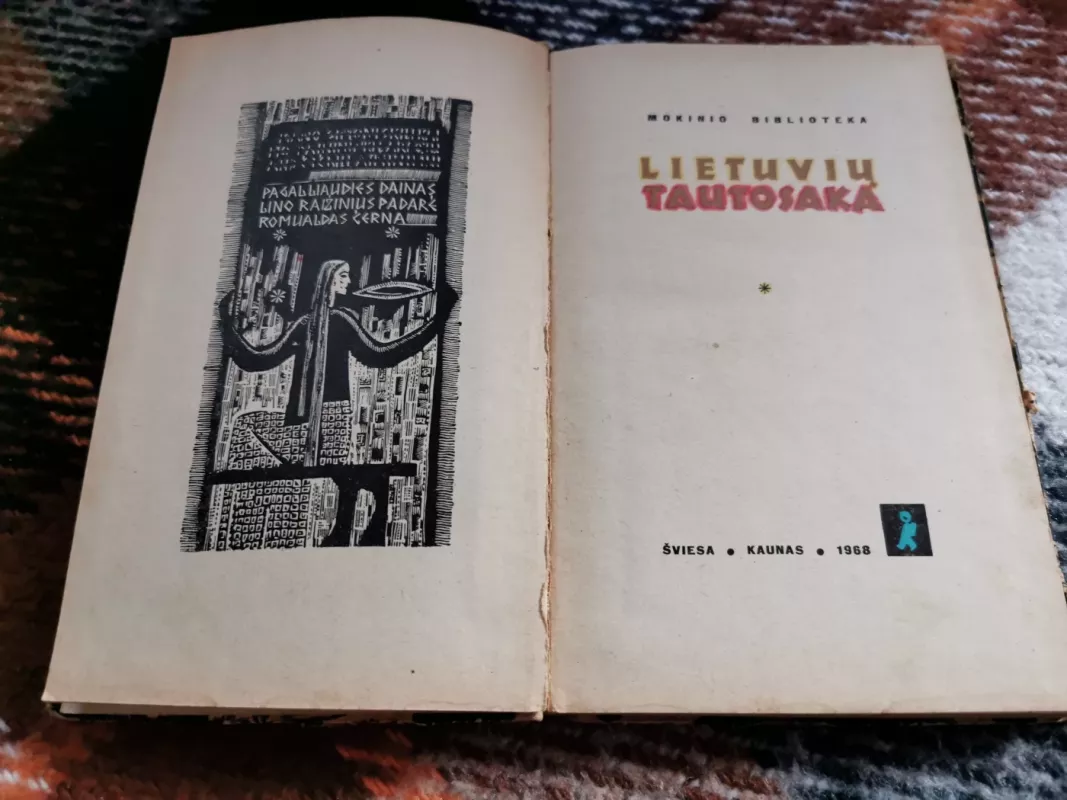 PAGAL LIAUDIES DAINAS
LINO RAIŽINIUS PADARĖ
ROMUALDAS ČERNA
MOKINIO BIBLIOTEKA
LIETUVIŲ
TAUTOSAKA
ŠVIESA • KAUNAS • 1968